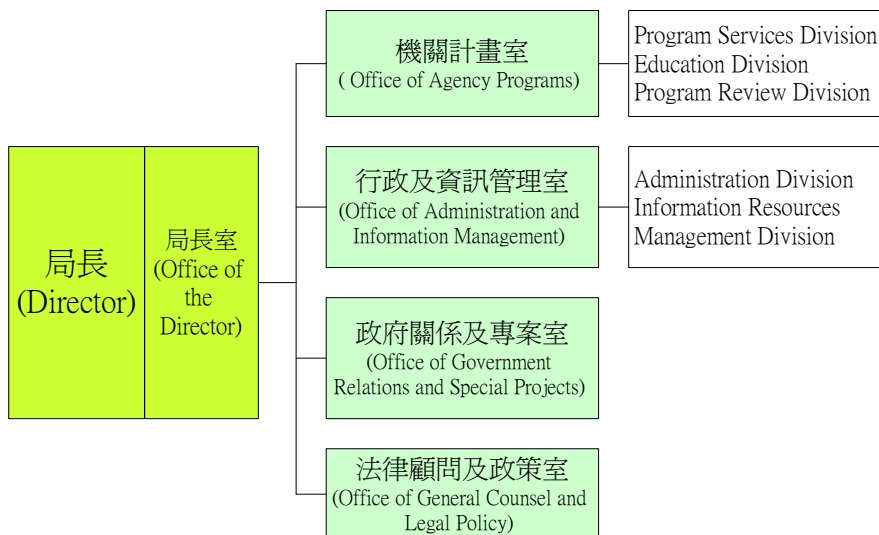 局長
(Director)
局長室
(Office of
the
Director)
機關計畫室
( Office of Agency Programs)
Program Services Division
Education Division
Program Review Division
行政及資訊管理室
(Office of Administration and
Information Management)
Administration Division
Information Resources
Management Division
政府關係及專案室
(Office of Government
Relations and Special Projects)
法律顧問及政策室
(Office of General Counsel and
Legal Policy)